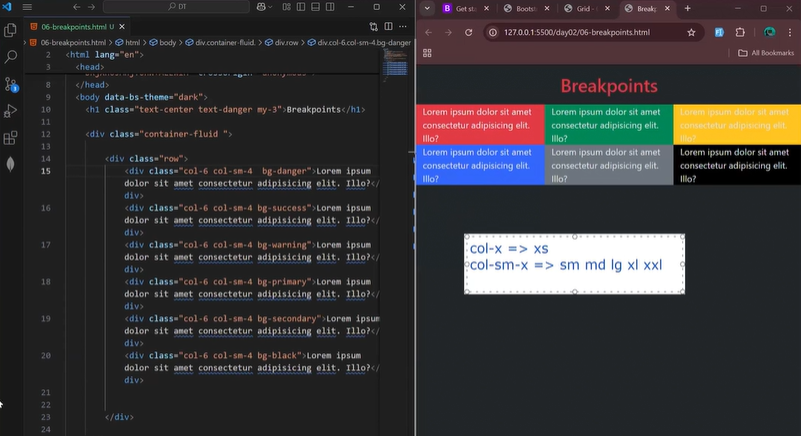 DT
06-breakpoints.html U
06-breakpoints.html > html > body > div.container-fluid. > div.row > div.col-6.col-sm-4.bg-danger
2 <html lang="en">
3 <head>
8 </head>
9 <body data-bs-theme="dark">
10 <h1 class="text-center text-danger my-3">Breakpoints</h1>
11
12 <div class="container-fluid ">
13
14 <div class="row">
15 <div class="col-6 col-sm-4  bg-danger">Lorem ipsum
dolor sit amet consectetur adipisicing elit. Illo?</
div>
16 <div class="col-6 col-sm-4 bg-success">Lorem ipsum
dolor sit amet consectetur adipisicing elit. Illo?</
div>
17 <div class="col-6 col-sm-4 bg-warning">Lorem ipsum
dolor sit amet consectetur adipisicing elit. Illo?</
div>
18 <div class="col-6 col-sm-4 bg-primary">Lorem ipsum
dolor sit amet consectetur adipisicing elit. Illo?</
div>
19 <div class="col-6 col-sm-4 bg-secondary">Lorem ipsum
dolor sit amet consectetur adipisicing elit. Illo?</
div>
20 <div class="col-6 col-sm-4 bg-black">Lorem ipsum
dolor sit amet consectetur adipisicing elit. Illo?</
div>
21
22
23 </div>
24
Get st
Bootst
Grid -
Break
127.0.0.1:5500/day02/06-breakpoints.html
All Bookmarks
Breakpoints
Lorem ipsum dolor sit amet
consectetur adipisicing elit.
Illo?
Lorem ipsum dolor sit amet
consectetur adipisicing elit.
Illo?
Lorem ipsum dolor sit amet
consectetur adipisicing elit.
Illo?
Lorem ipsum dolor sit amet
consectetur adipisicing elit.
Illo?
Lorem ipsum dolor sit amet
consectetur adipisicing elit.
Illo?
Lorem ipsum dolor sit amet
consectetur adipisicing elit.
Illo?
col-x => xs
col-sm-x => sm md lg xl xxl